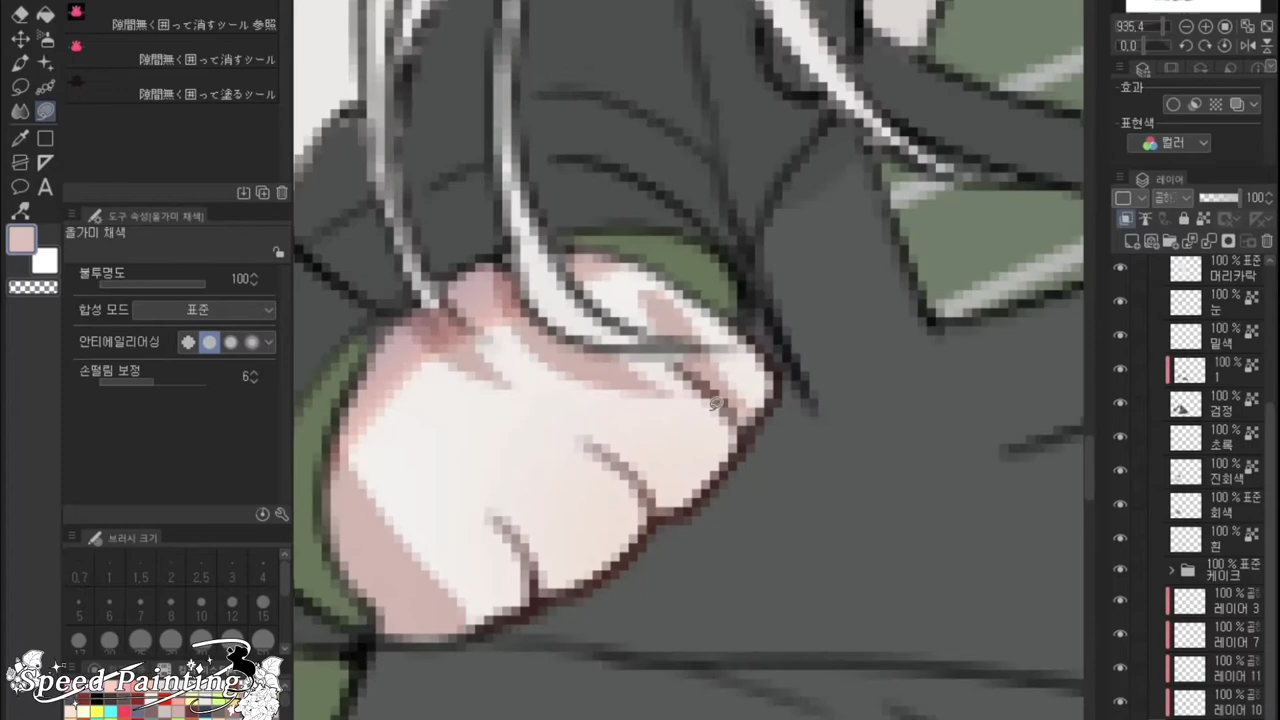 隙間無く囲って消すツール 参照
隙間無く囲って消すツール
隙間無く囲って塗るツール
도구 속성[올가미 채색]
올가미 채색
불투명도
100
합성 모드
표준
안티에일리어싱
손떨림 보정
6
브러시 크기
0.7 1 1.5 2 2.5 3 4
5 6 7 8 10 12 15
Speed Painting 3
935.4
0.0
효과
표현색
컬러
레이어
100
100 % 표준
머리카락
100 %
눈
100 %
밑색
100 %
1
100 %
검정
100 %
초록
100 %
진회색
100 % 표준
회색
100 %
흰
100 % 표준
케이크
100 %
레이어 3
100 %
레이어 7
100 %
레이어 11
100 %
레이어 10